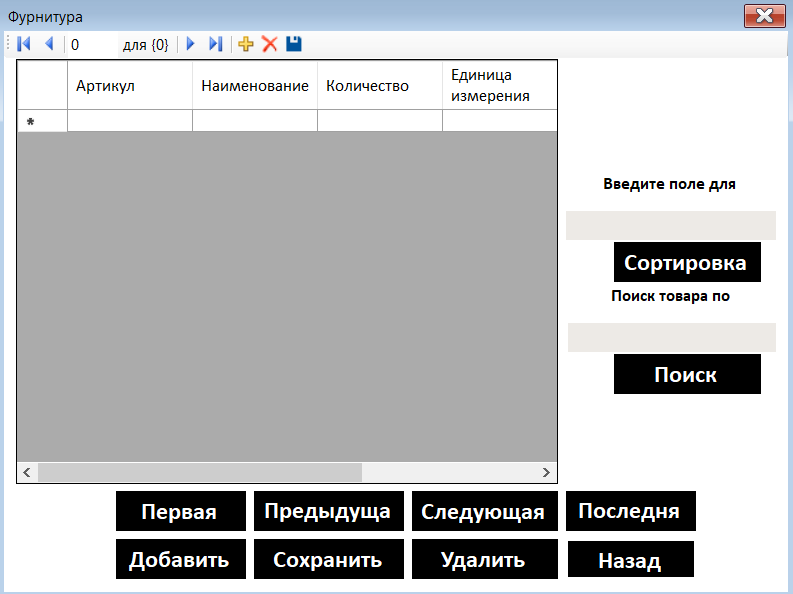 Фурнитура
0 для {0}
Артикул Наименование Количество Единица
измерения
*
Введите поле для
Сортировка
Поиск товара по
Поиск
Первая Предыдуща Следующая Последня
Добавить Сохранить Удалить Назад